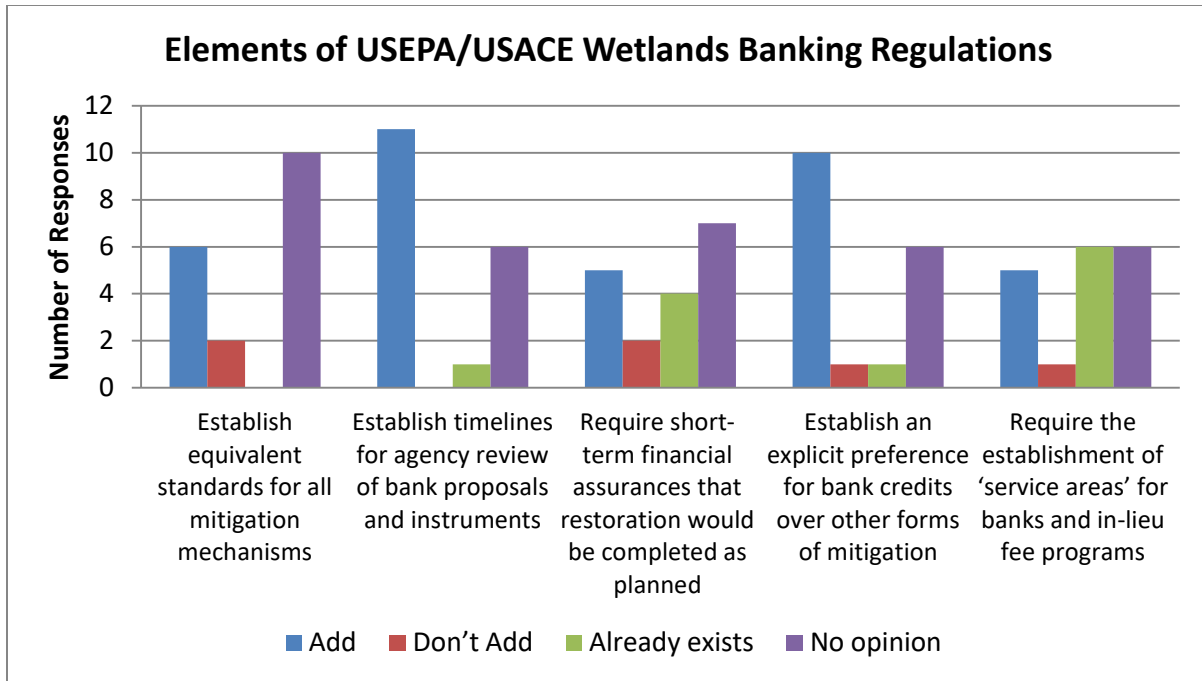 Elements of USEPA/USACE Wetlands Banking Regulations
Number of Responses
12
10
8
6
4
2
0
Establish
equivalent
standards for all
mitigation
mechanisms
Establish timelines
for agency review
of bank proposals
and instruments
Require short-
term financial
assurances that
restoration would
be completed as
planned
Establish an
explicit preference
for bank credits
over other forms
of mitigation
Require the
establishment of
‘service areas’ for
banks and in-lieu
fee programs
Add
Don’t Add
Already exists
No opinion